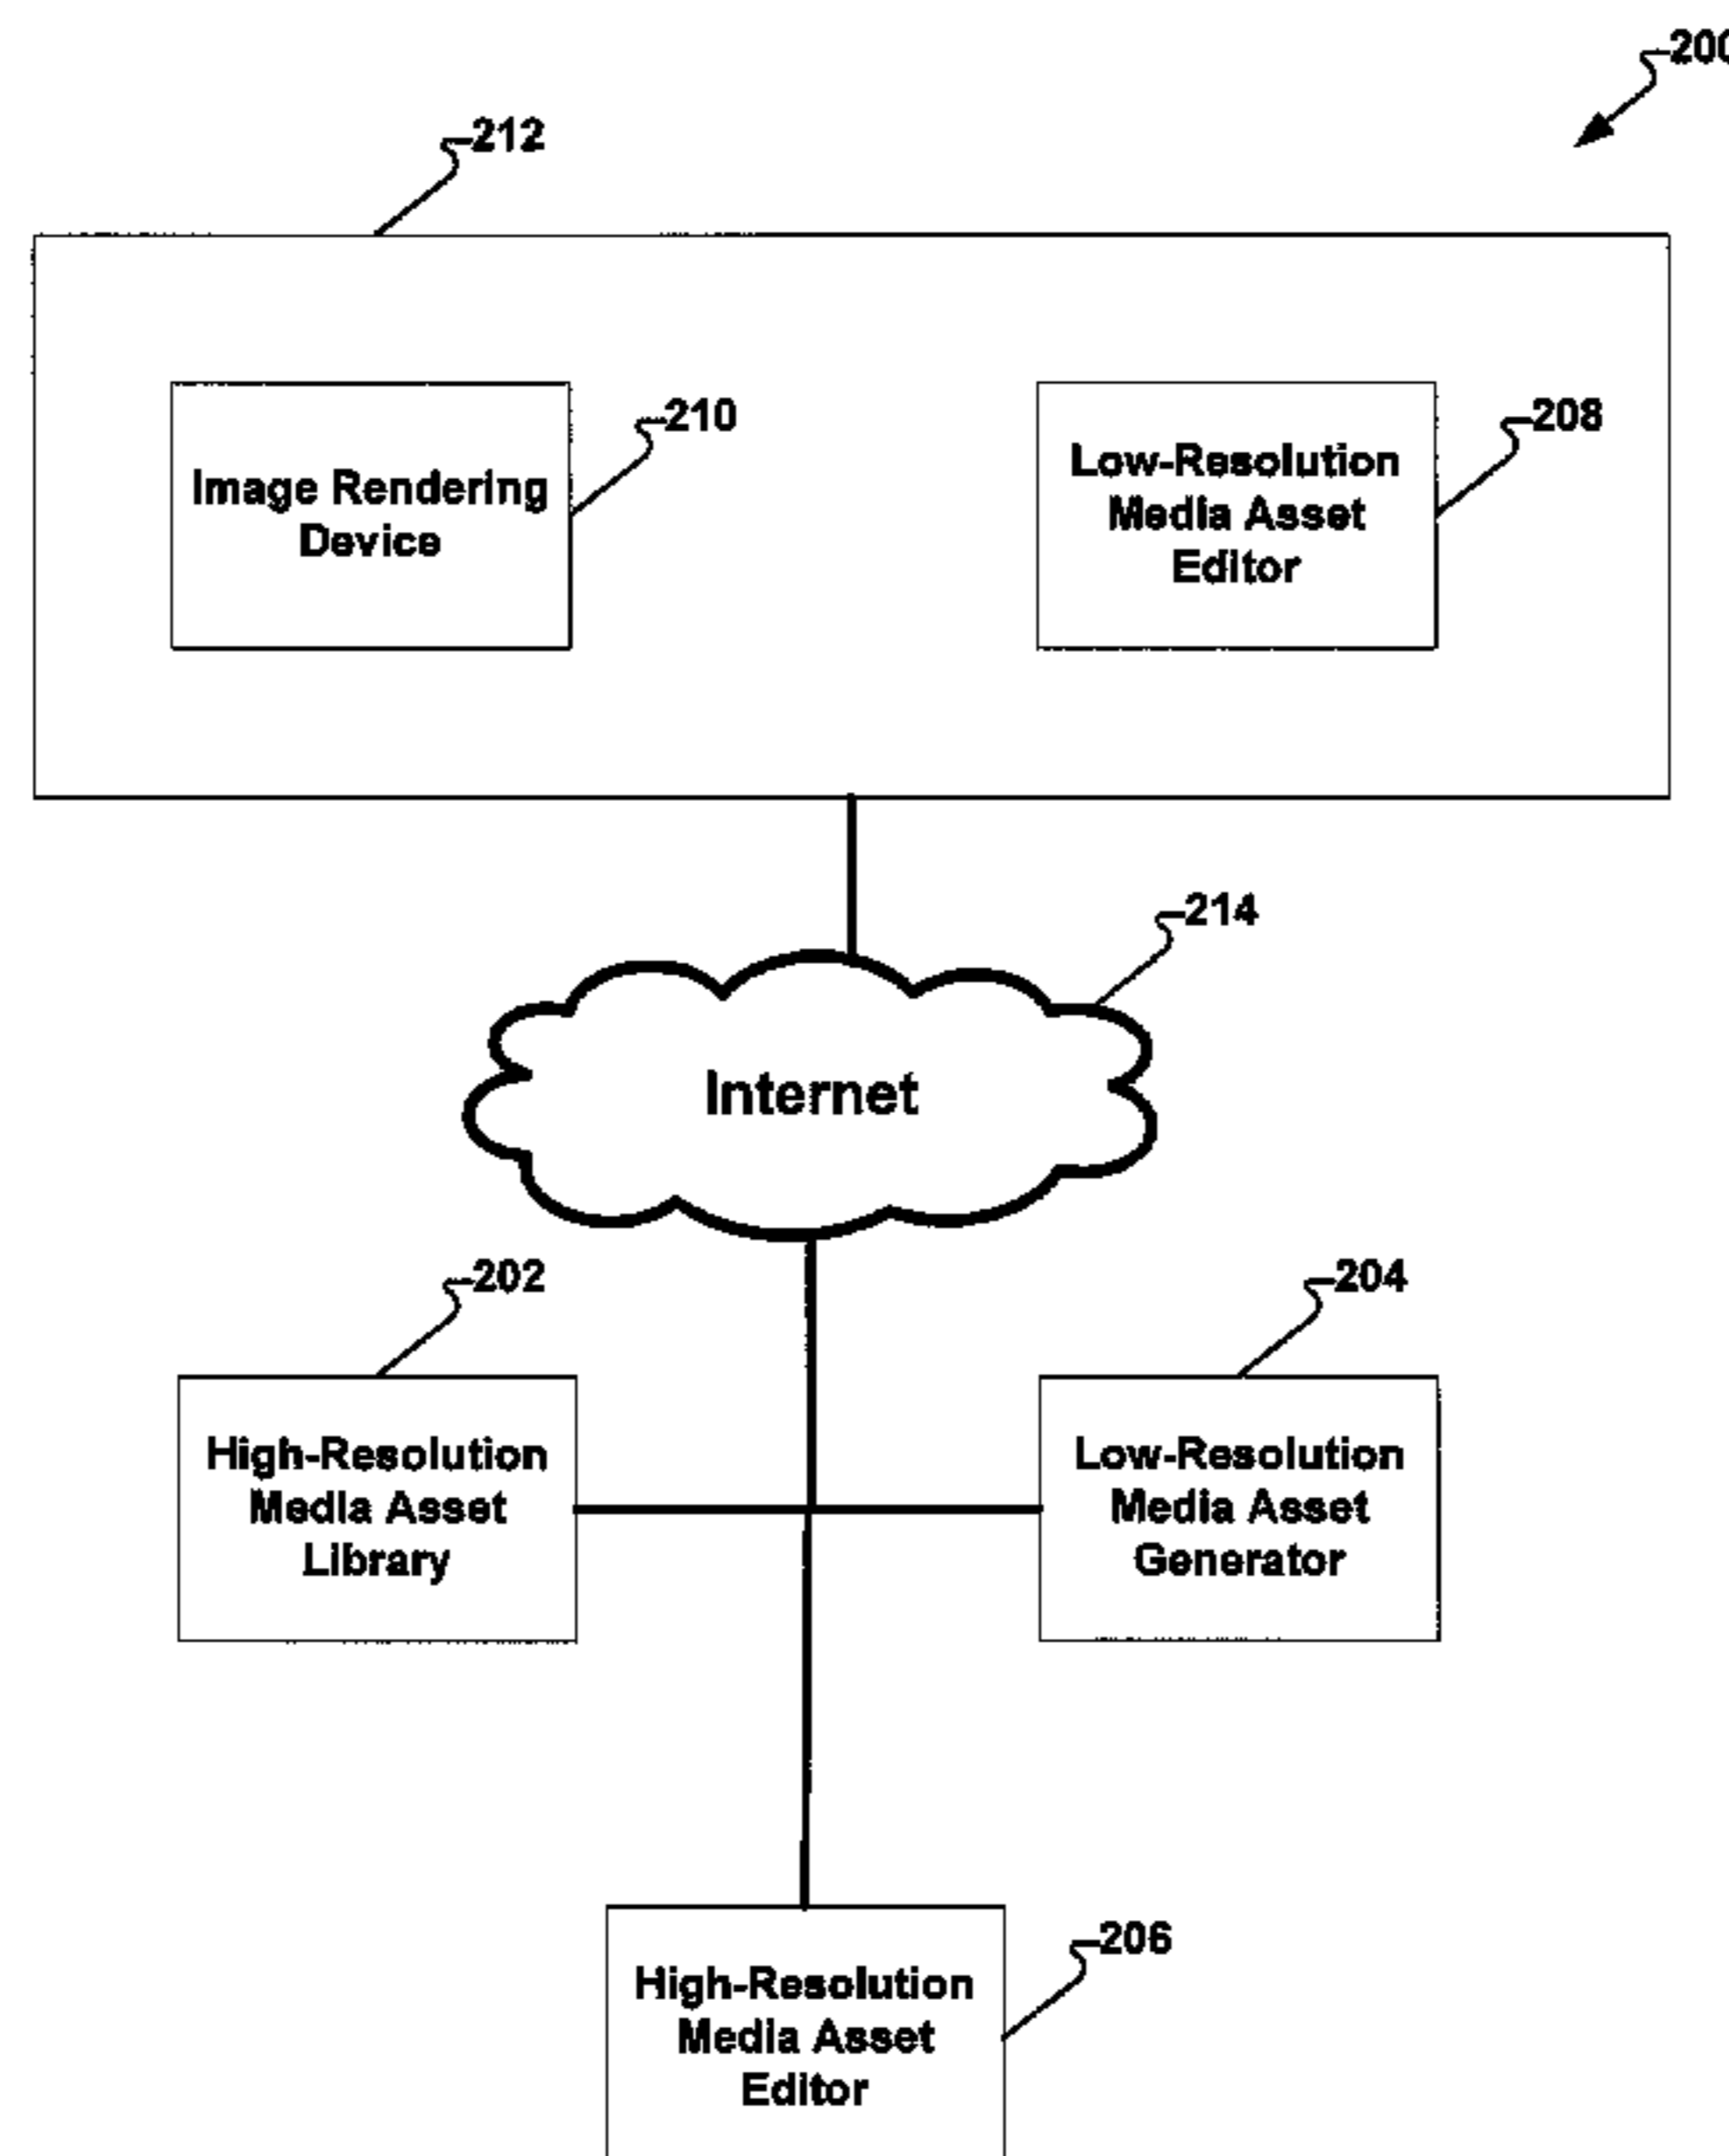 200
212
210
208
Image Rendering
Device
Low-Resolution
Media Asset
Editor
214
Internet
202
204
High-Resolution
Media Asset
Library
Low-Resolution
Media Asset
Generator
206
High-Resolution
Media Asset
Editor